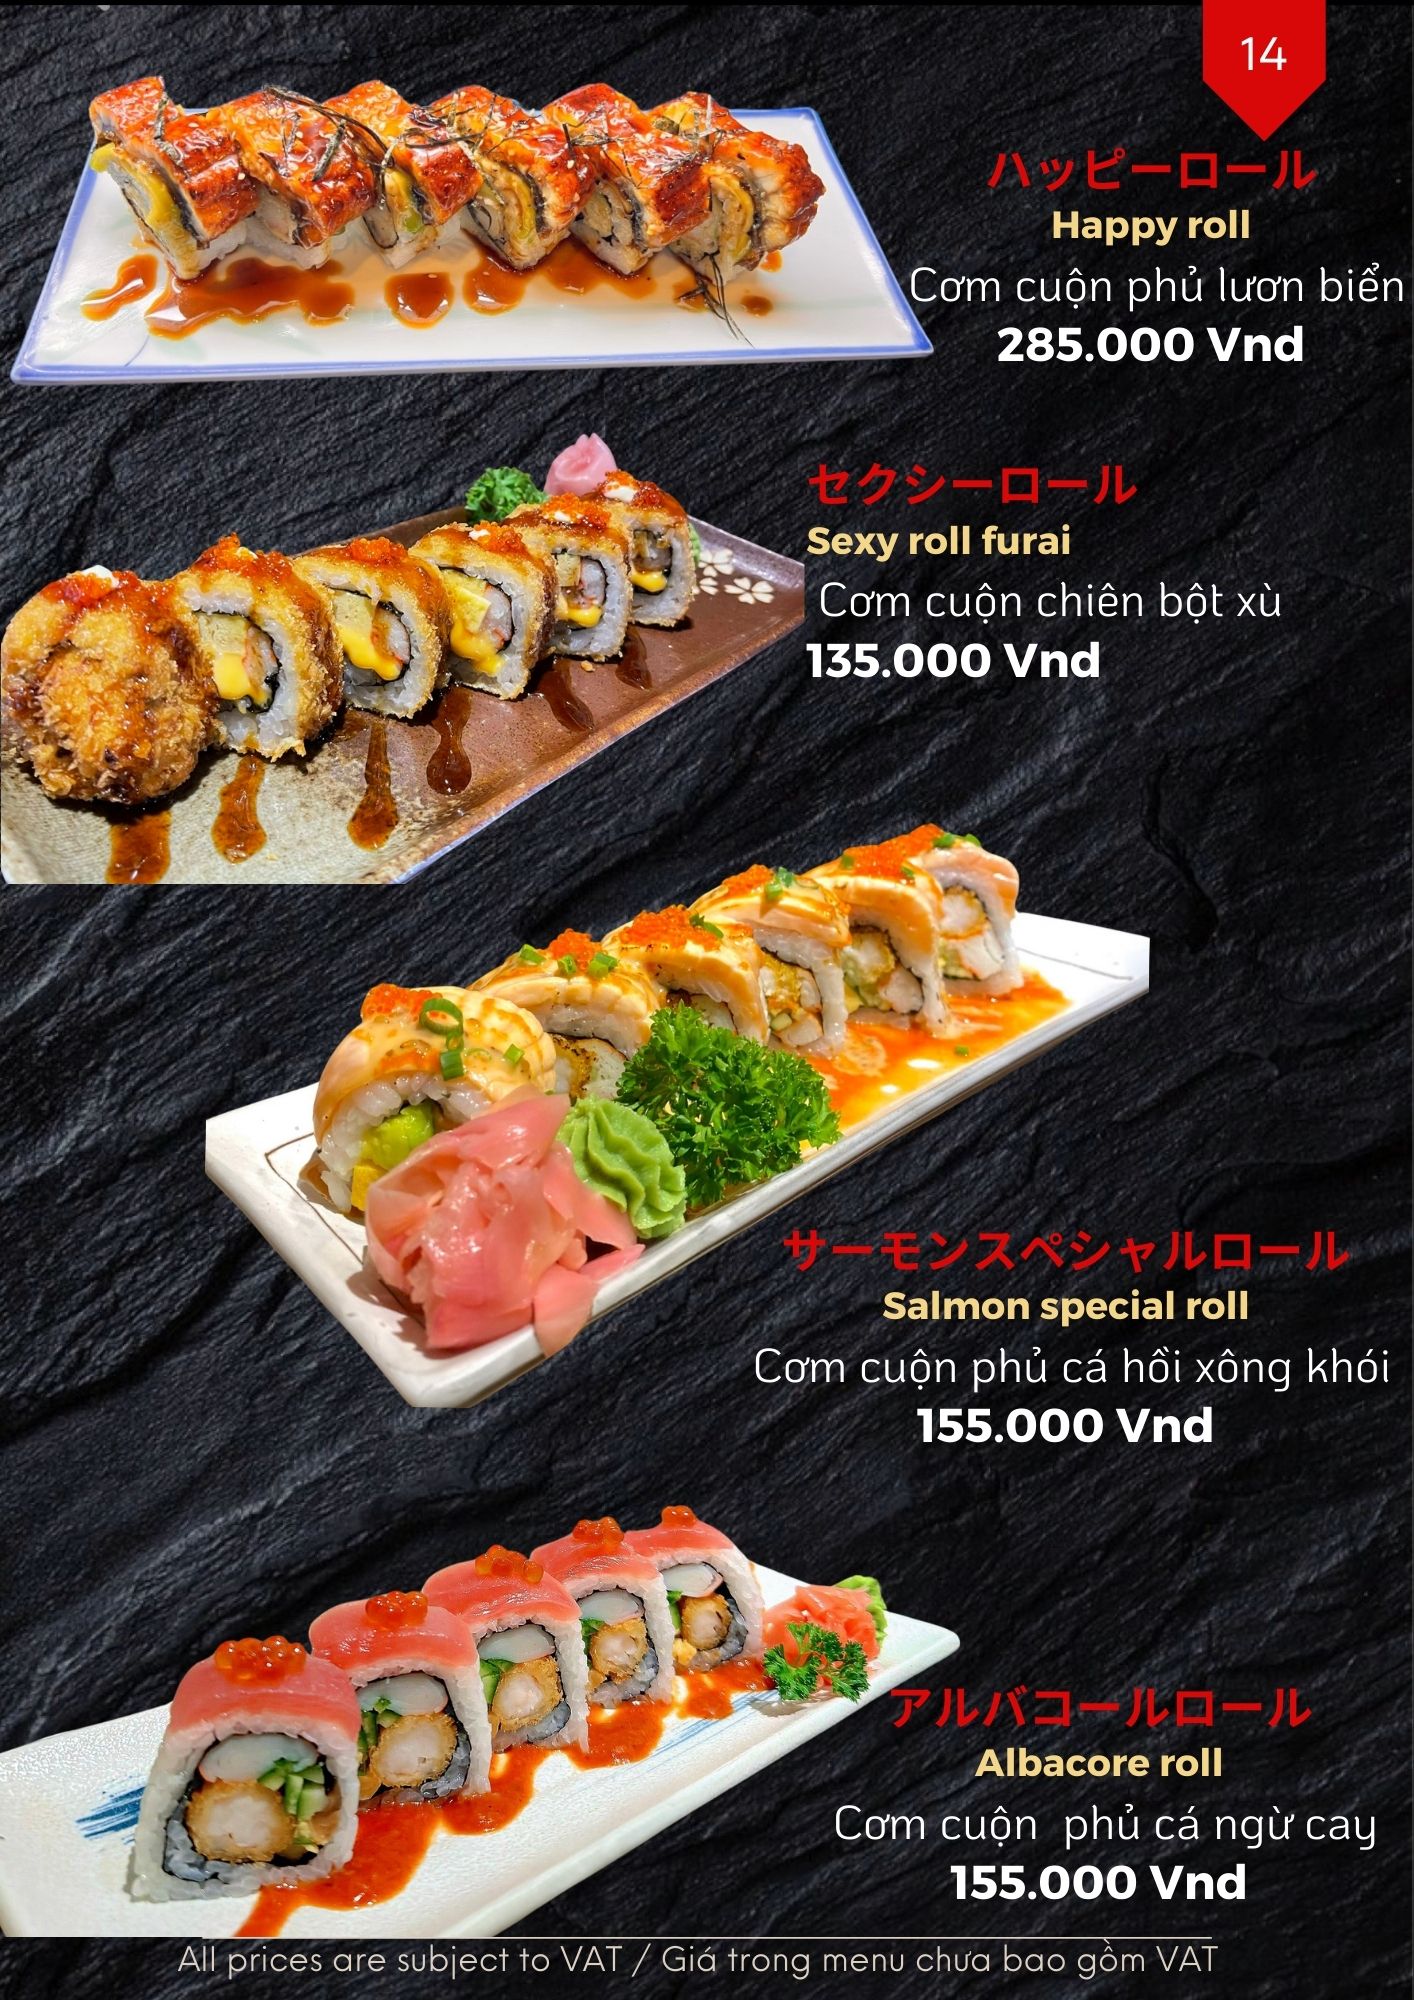 14
ハッピーロール
Happy roll
Cơm cuộn phủ lươn biển
285.000 Vnd
セクシーロール
Sexy roll furai
Cơm cuộn chiên bột xù
135.000 Vnd
サーモンスペシャルロール
Salmon special roll
Cơm cuộn phủ cá hồi xông khói
155.000 Vnd
アルバコールロール
Albacore roll
Cơm cuộn phủ cá ngừ cay
155.000 Vnd
All prices are subject to VAT / Giá trong menu chưa bao gồm VAT